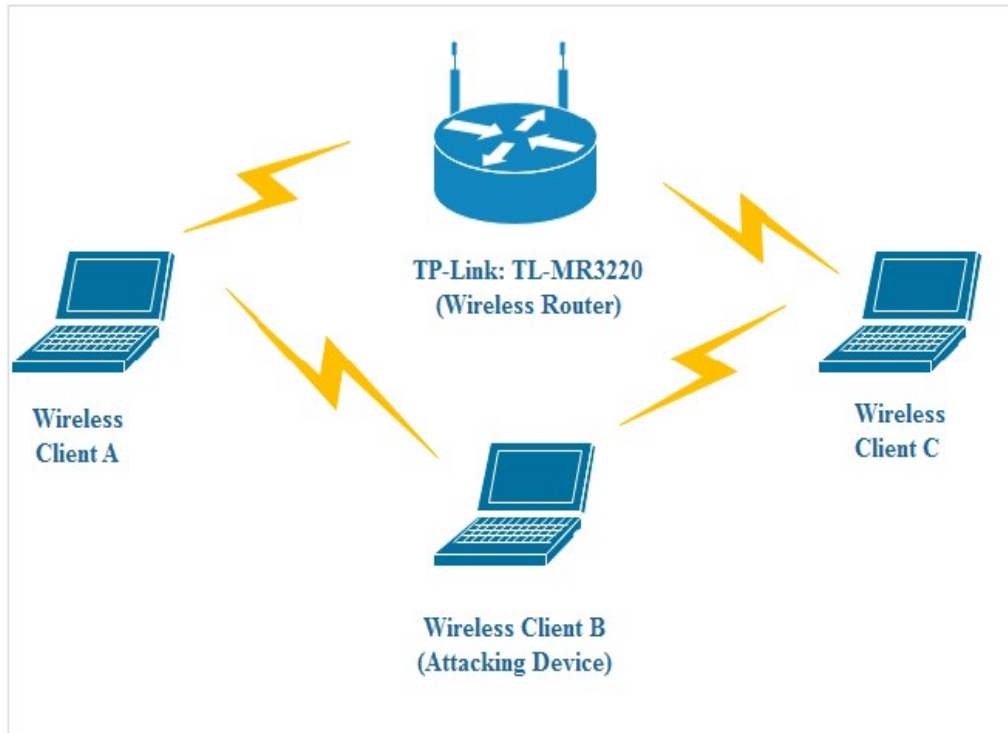 TP-Link: TL-MR3220
(Wireless Router)
Wireless
Client A
Wireless
Client C
Wireless Client B
(Attacking Device)